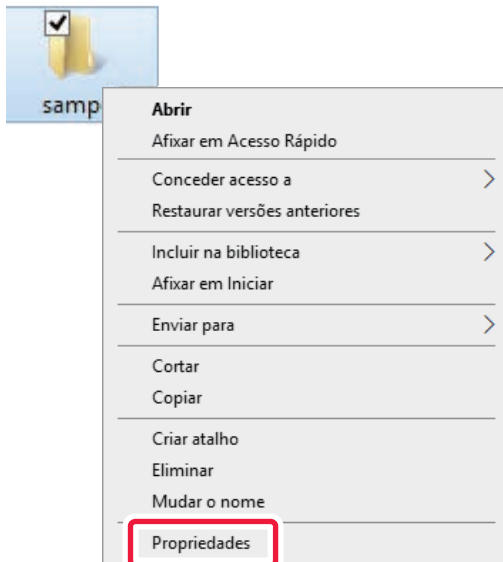 samp
Abrir
Afixar em Acesso Rápido
Conceder acesso a
Restaurar versões anteriores
Incluir na biblioteca
Afixar em Iniciar
Enviar para
Cortar
Copiar
Criar atalho
Eliminar
Mudar o nome
Propriedades